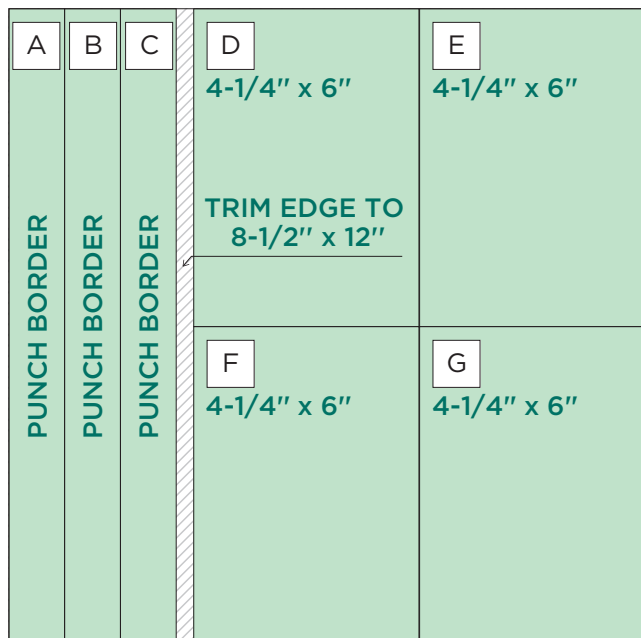 A
B
C
D
4-1/4" x 6"
E
4-1/4" x 6"
PUNCH BORDER
PUNCH BORDER
PUNCH BORDER
TRIM EDGE TO
8-1/2" x 12"
F
4-1/4" x 6"
G
4-1/4" x 6"